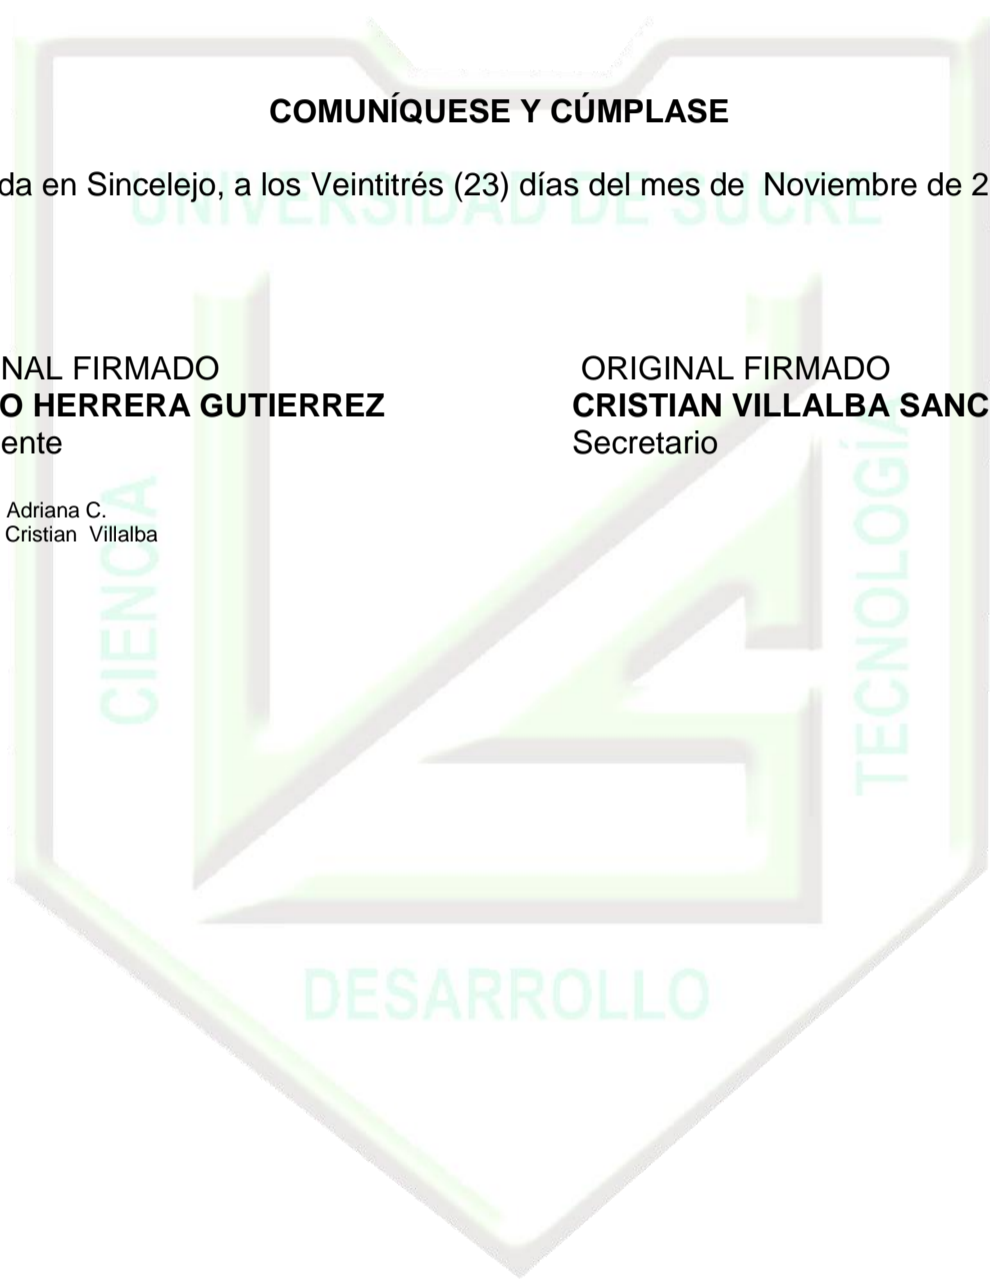 COMUNÍQUESE Y CÚMPLASE
da en Sincelejo, a los Veintitrés (23) días del mes de Noviembre de 2
UNIVERSIDAD DE SUCRE
NAL FIRMADO ORIGINAL FIRMADO
O HERRERA GUTIERREZ CRISTIAN VILLALBA SANC
ente Secretario
Adriana C.
Cristian Villalba
CIENCIA
TECNOLOGÍA
DESARROLLO